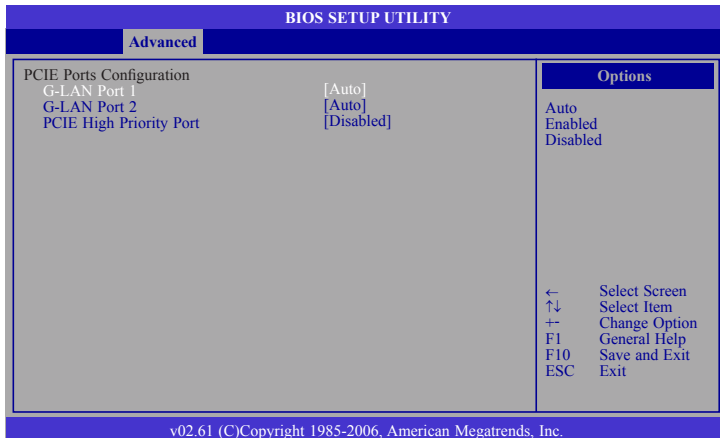 BIOS SETUP UTILITY
Advanced
PCIE Ports Configuration
G-LAN Port 1 [Auto]
G-LAN Port 2 [Auto]
PCIE High Priority Port [Disabled]
Options
Auto
Enabled
Disabled
← Select Screen
↑↓ Select Item
+- Change Option
F1 General Help
F10 Save and Exit
ESC Exit
v02.61 (C)Copyright 1985-2006, American Megatrends, Inc.